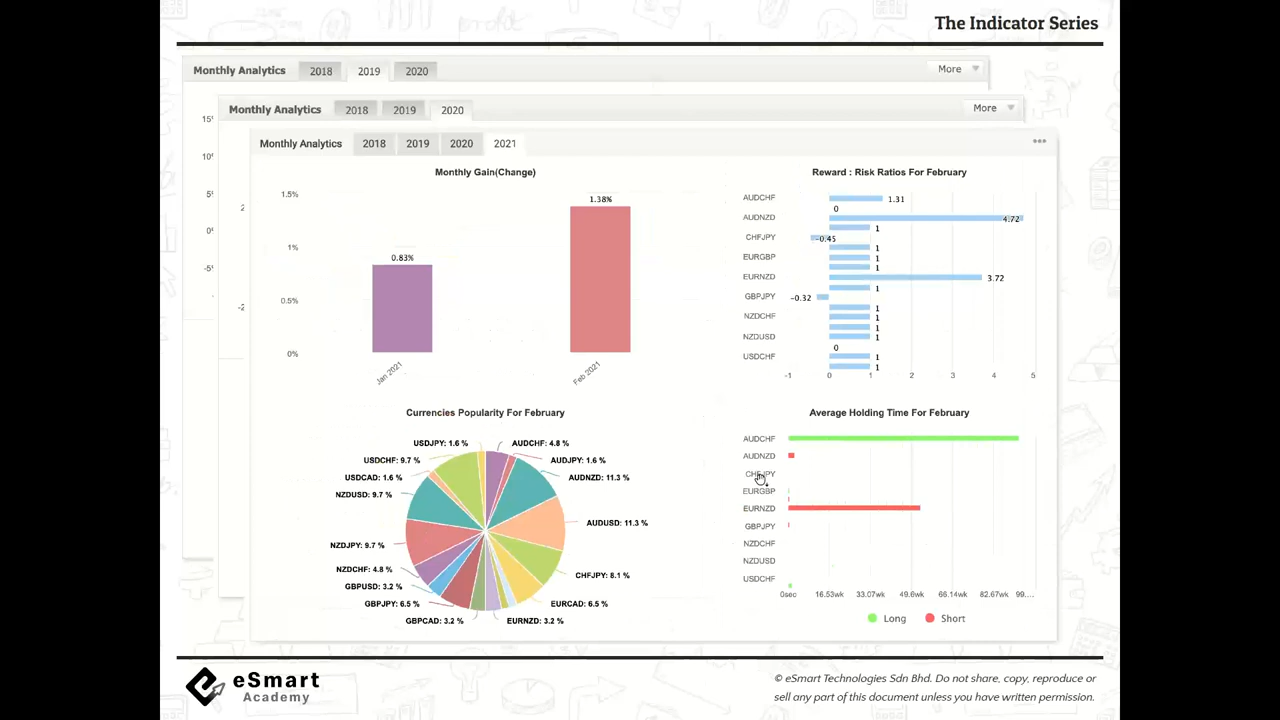 The Indicator Series
Monthly Analytics 2018 2019 2020 More
Monthly Analytics 2018 2019 2020 More
Monthly Analytics 2018 2019 2020 2021
15%
10%
5%
0%
-5%
2
-2
Monthly Gain(Change)
1.5%
1%
0.5%
0%
0.83%
1.38%
Jan 2021
Feb 2021
Reward : Risk Ratios For February
AUDCHF 1.31
0
AUDNZD 4.72
1
CHFJPY -0.45
1
EURGBP 1
1
EURNZD 3.72
1
GBPJPY -0.32
1
NZDCHF 1
1
NZDUSD 1
0
USDCHF 1
1
-1 0 1 2 3 4 5
Currencies Popularity For February
USDJPY: 1.6 % AUDCHF: 4.8 %
USDCHF: 9.7 % AUDJPY: 1.6 %
USDCAD: 1.6 % AUDNZD: 11.3 %
NZDUSD: 9.7 %
AUDUSD: 11.3 %
NZDJPY: 9.7 %
NZDCHF: 4.8 % CHFJPY: 8.1 %
GBPUSD: 3.2 %
GBPJPY: 6.5 % EURCAD: 6.5 %
GBPCAD: 3.2 % EURNZD: 3.2 %
Average Holding Time For February
AUDCHF
AUDNZD
CHFJPY
EURGBP
EURNZD
GBPJPY
NZDCHF
NZDUSD
USDCHF
0sec 16.53wk 33.07wk 49.6wk 66.14wk 82.67wk 99....
Long Short
eSmart
Academy
© eSmart Technologies Sdn Bhd. Do not share, copy, reproduce or
sell any part of this document unless you have written permission.